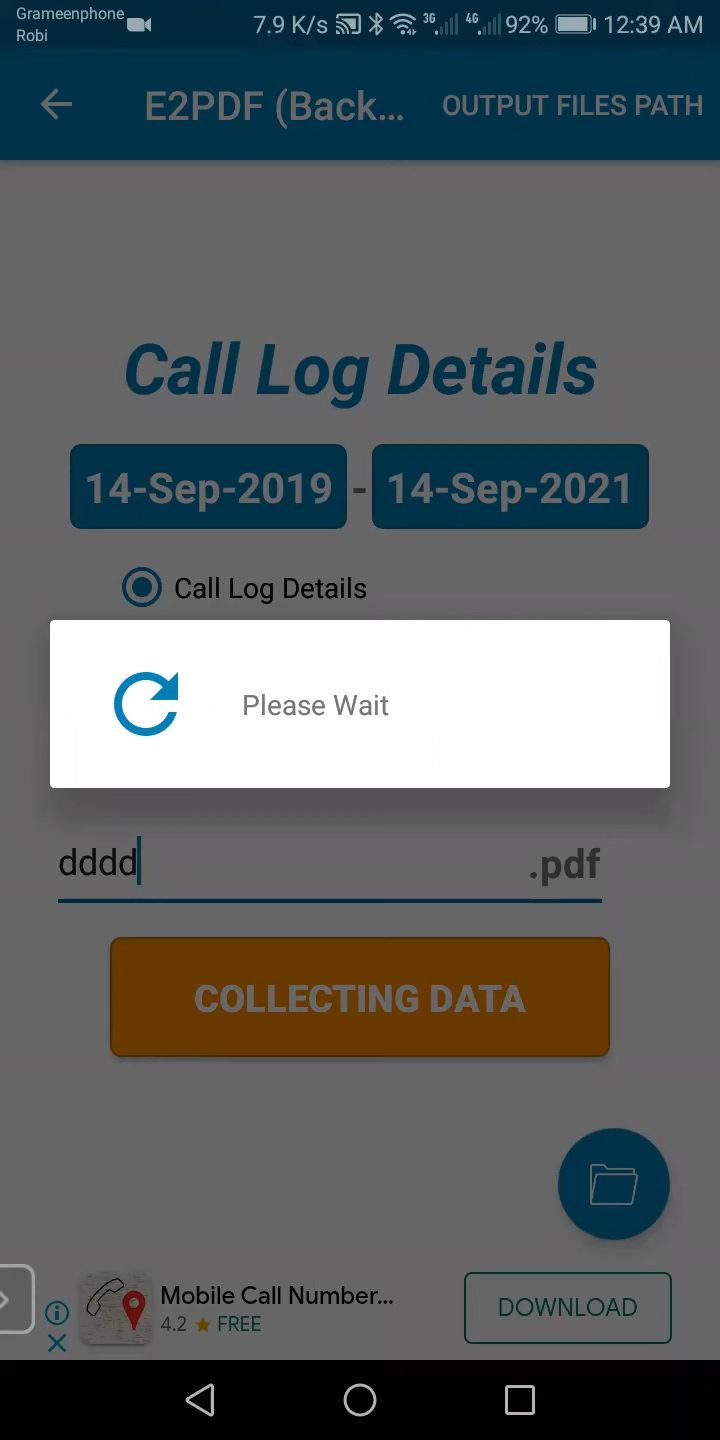 Grameenphone
Robi
7.9 K/s 3G 4G 92% 12:39 AM
E2PDF (Back... OUTPUT FILES PATH
Call Log Details
14-Sep-2019 - 14-Sep-2021
Call Log Details
Please Wait
dddd .pdf
COLLECTING DATA
Mobile Call Number...
4.2 FREE
DOWNLOAD